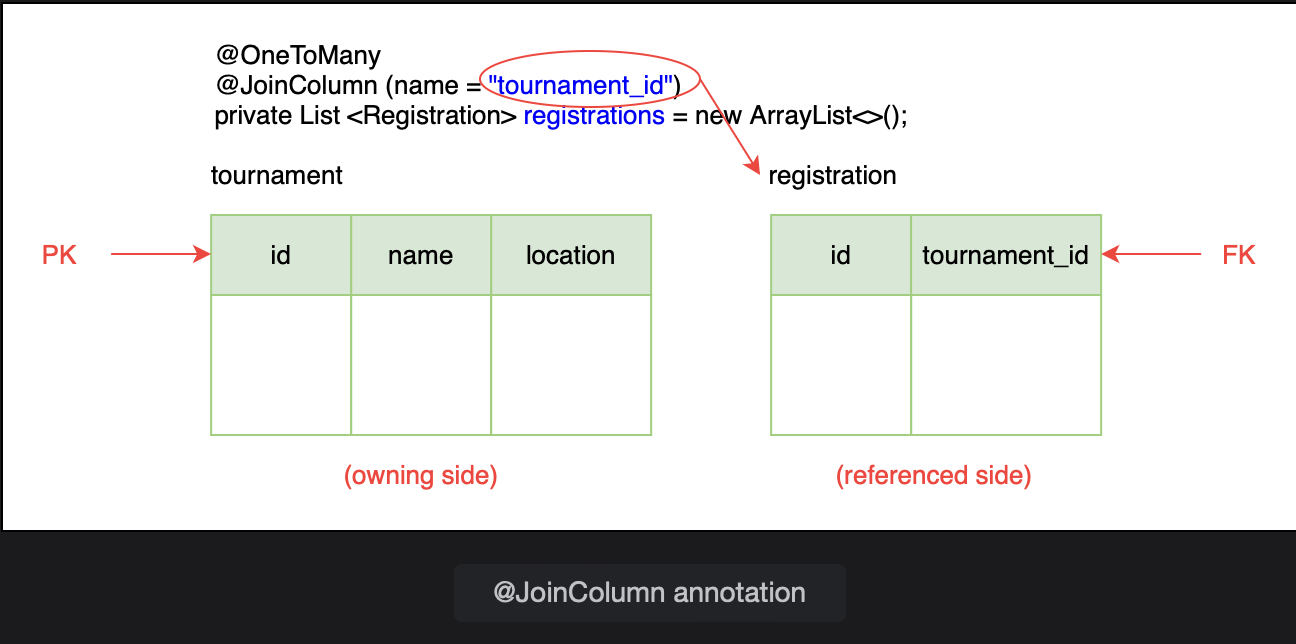 @OneToMany
@JoinColumn (name = "tournament_id")
private List <Registration> registrations = new ArrayList<>();
tournament
registration
PK
id
name
location
id
tournament_id
FK
(owning side)
(referenced side)
@JoinColumn annotation